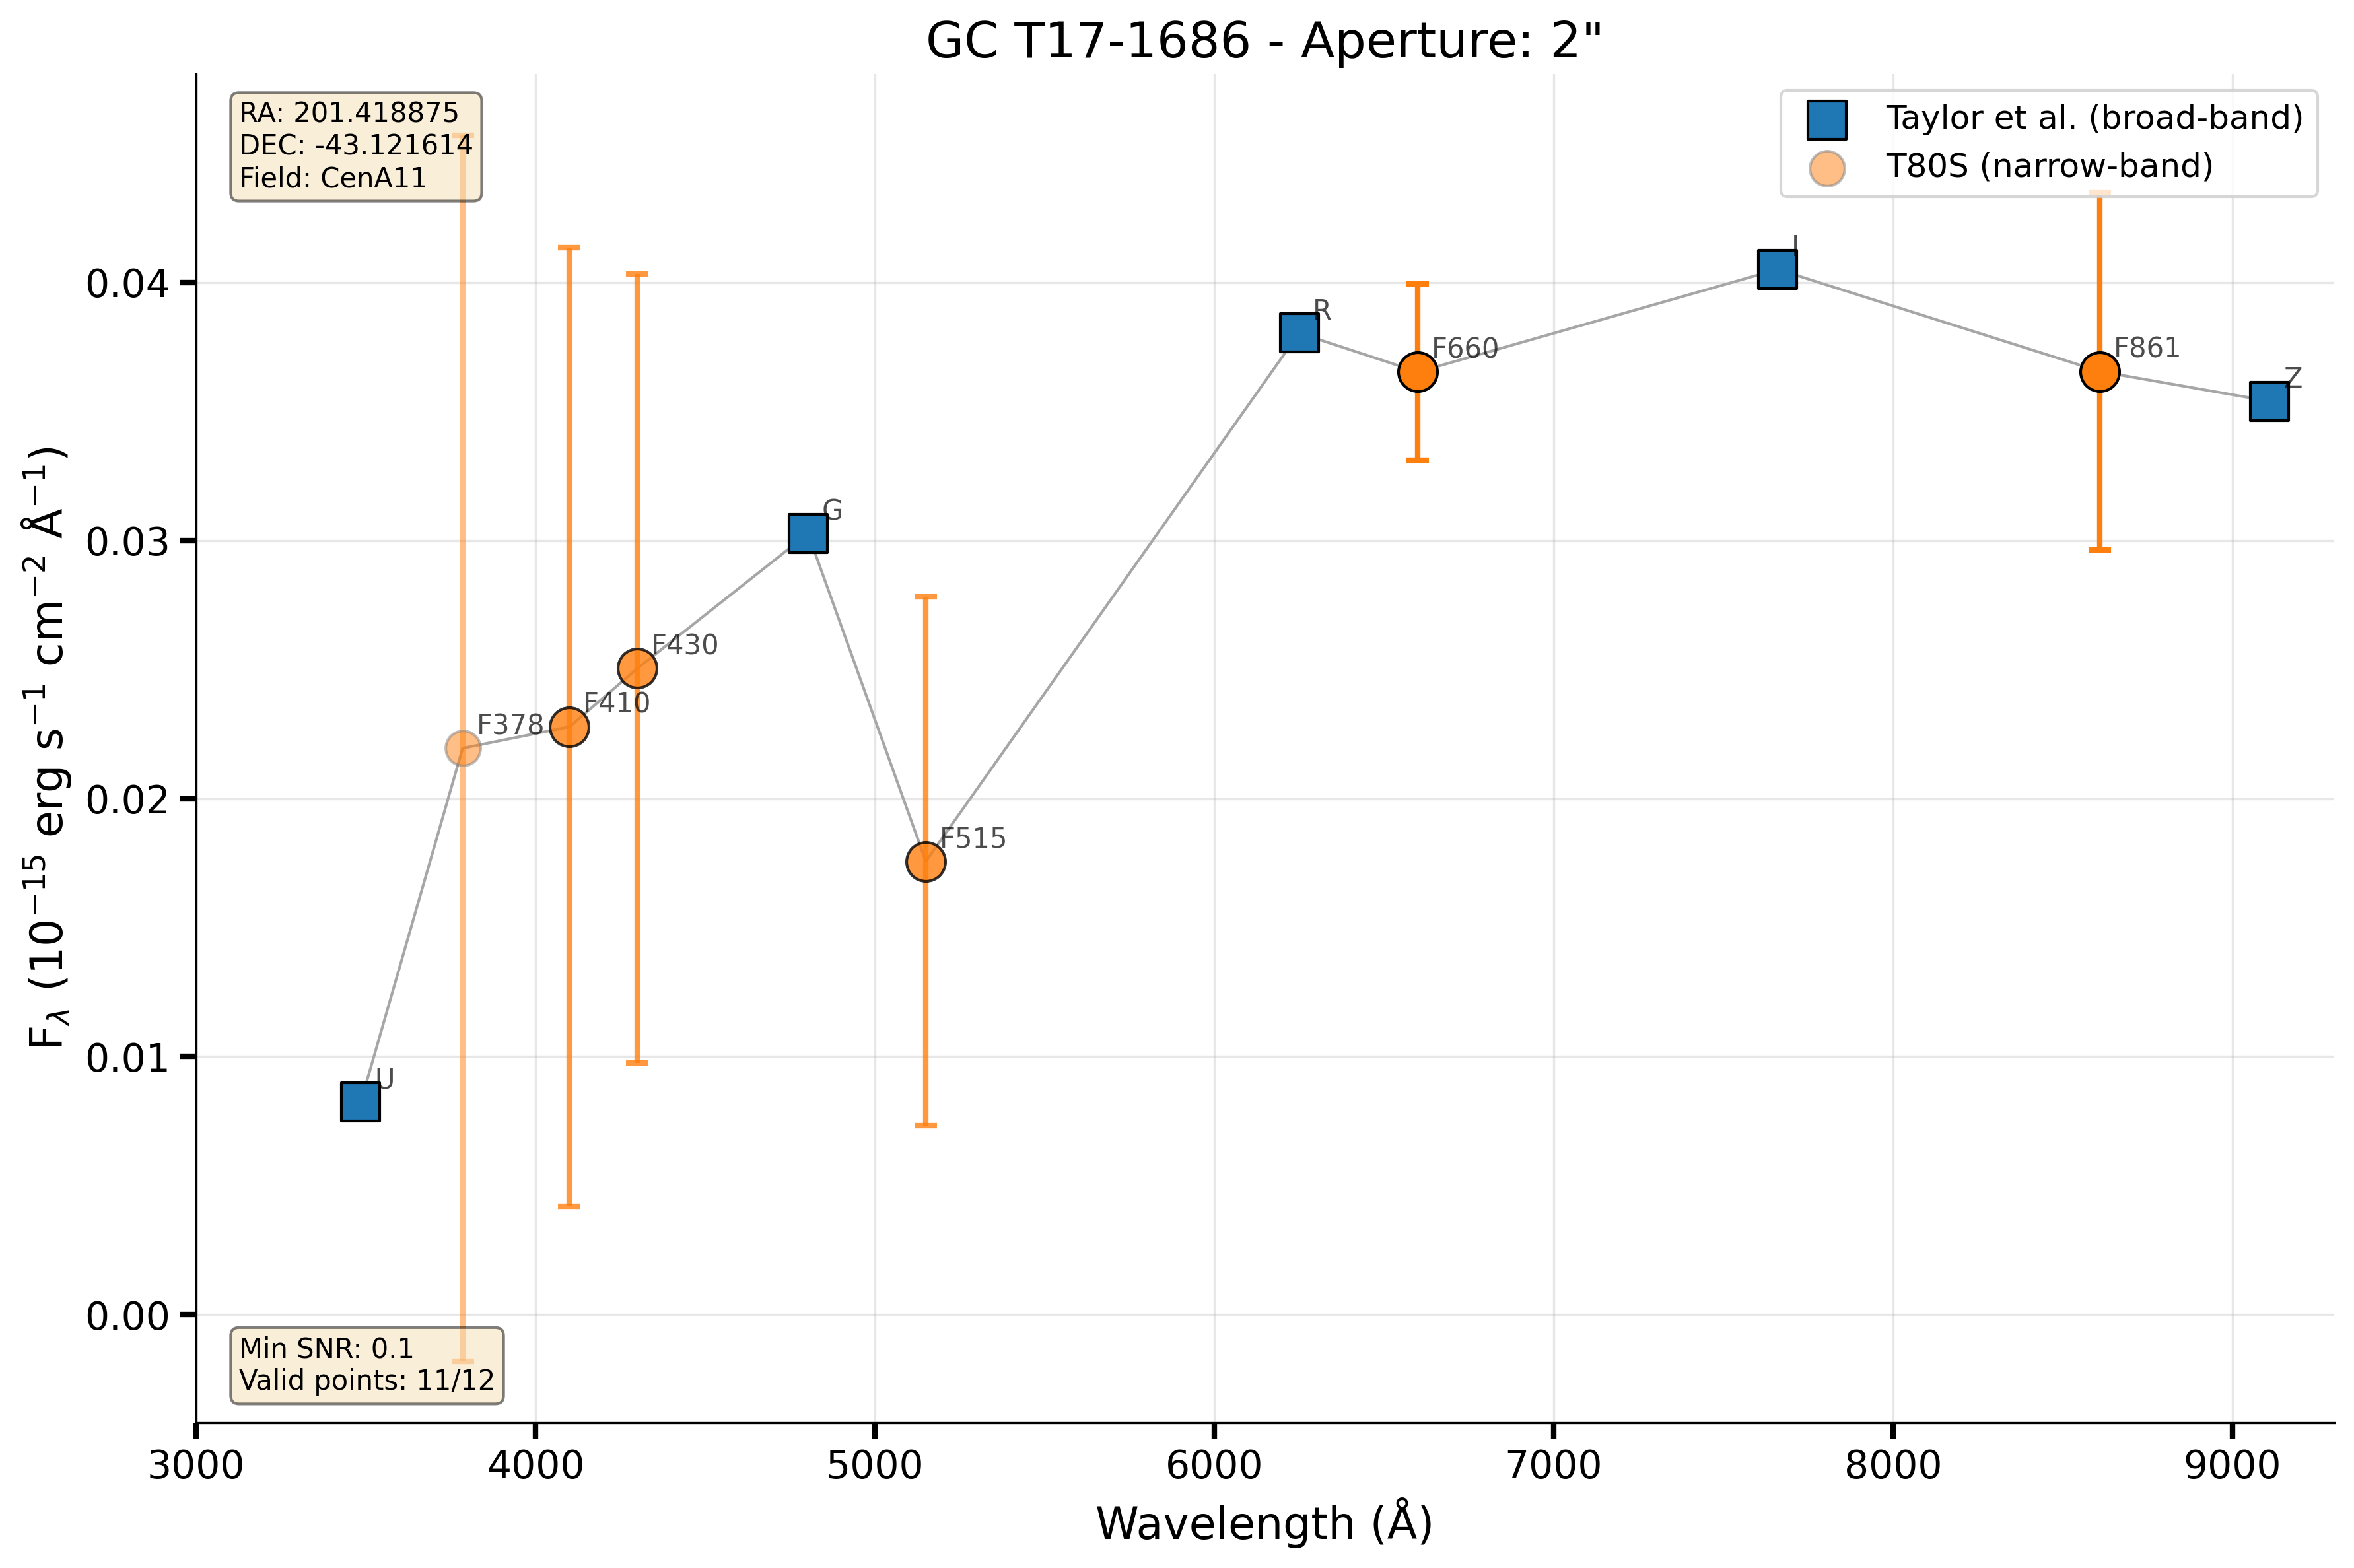 GC T17-1686 - Aperture: 2"
RA: 201.418875
DEC: -43.121614
Field: CenA11
Taylor et al. (broad-band)
T80S (narrow-band)
I
R
F660
F861
Z
G
F430
F410
F378
F515
U
0.04
0.03
0.02
0.01
0.00
F_λ (10⁻¹⁵ erg s⁻¹ cm⁻² Å⁻¹)
Min SNR: 0.1
Valid points: 11/12
3000 4000 5000 6000 7000 8000 9000
Wavelength (Å)